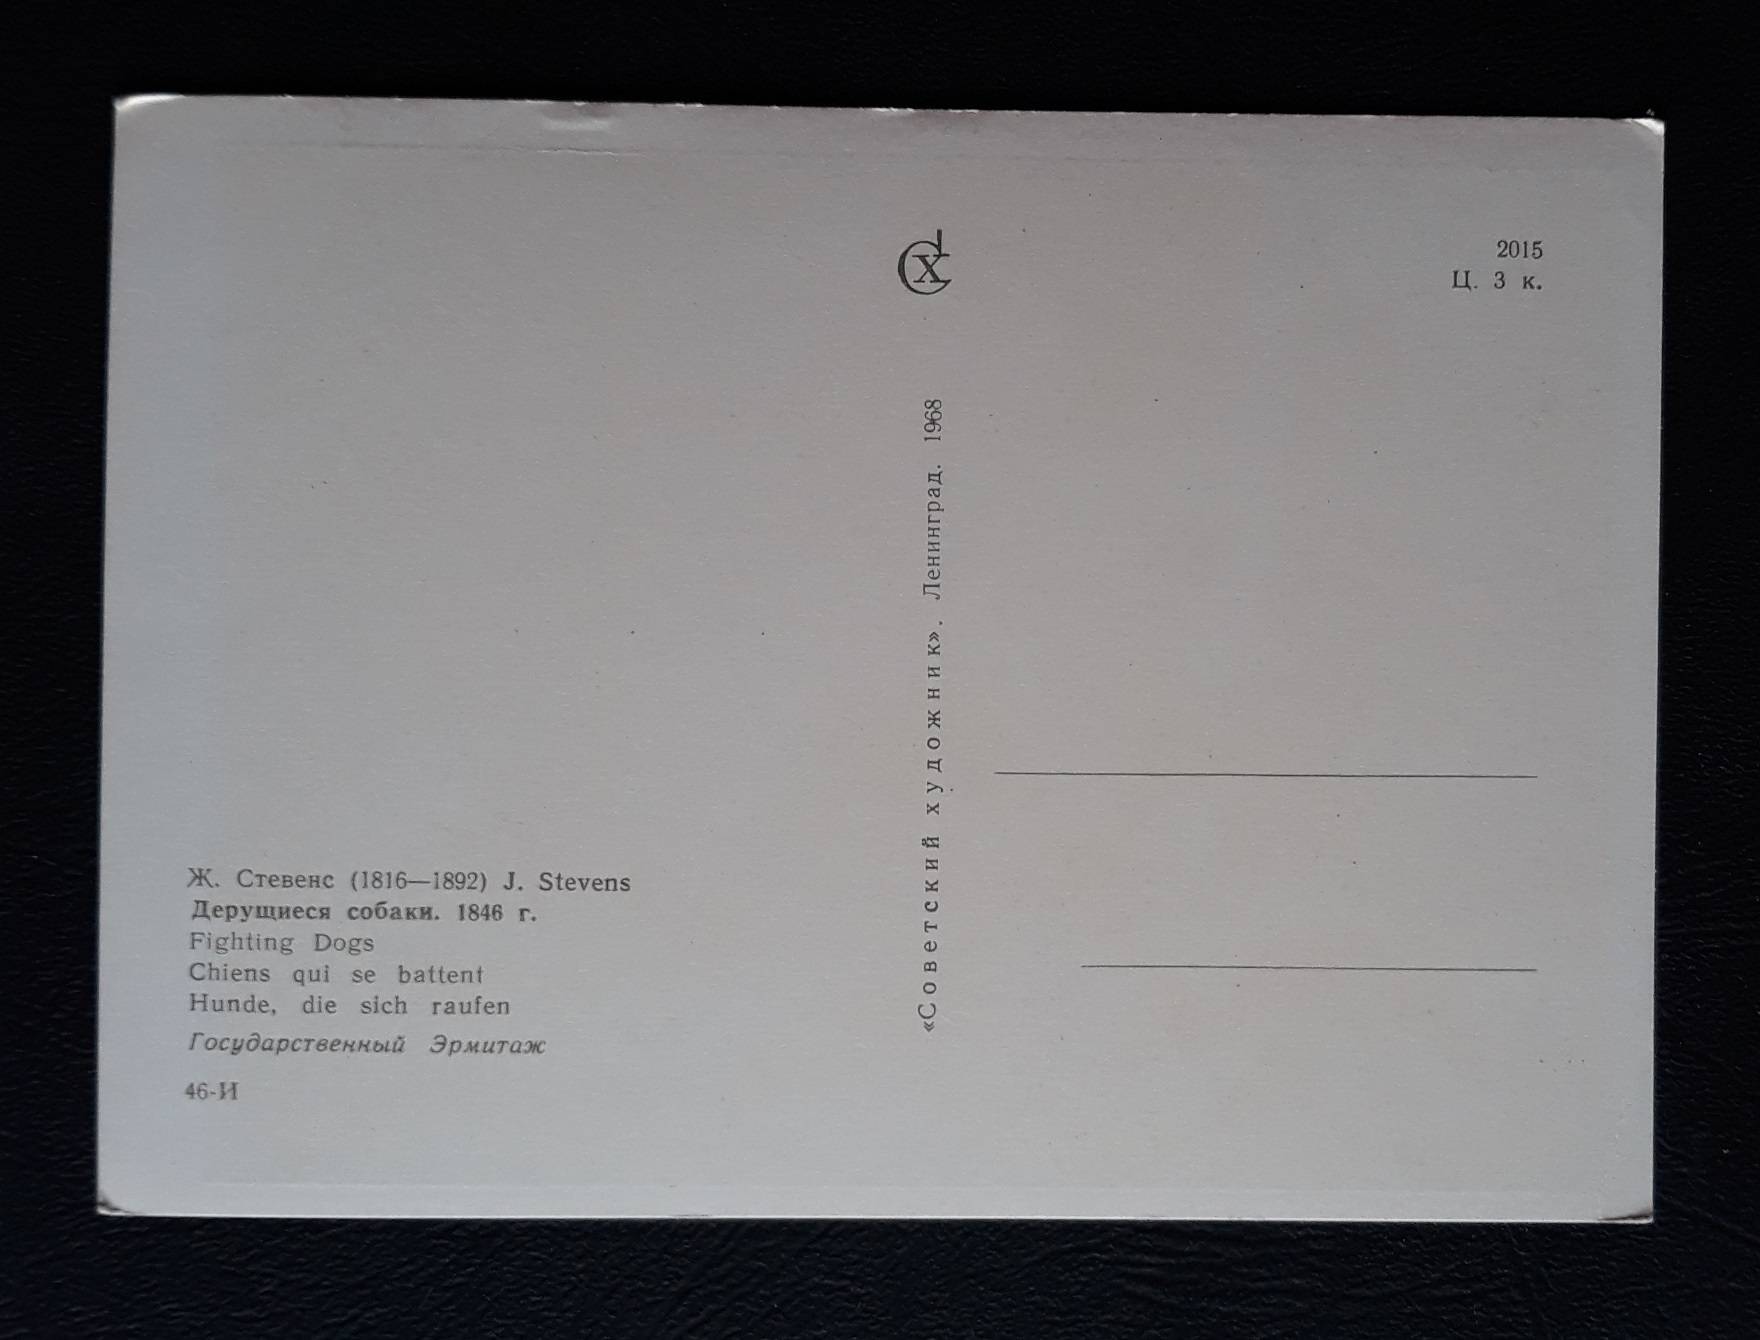 Ж. Стевенс (1816—1892) J. Stevens
Дерущиеся собаки. 1846 г.
Fighting Dogs
Chiens qui se battent
Hunde, die sich raufen
Государственный Эрмитаж
46-И
СХ
«Советский художник». Ленинград. 1968
2015
Ц. 3 к.